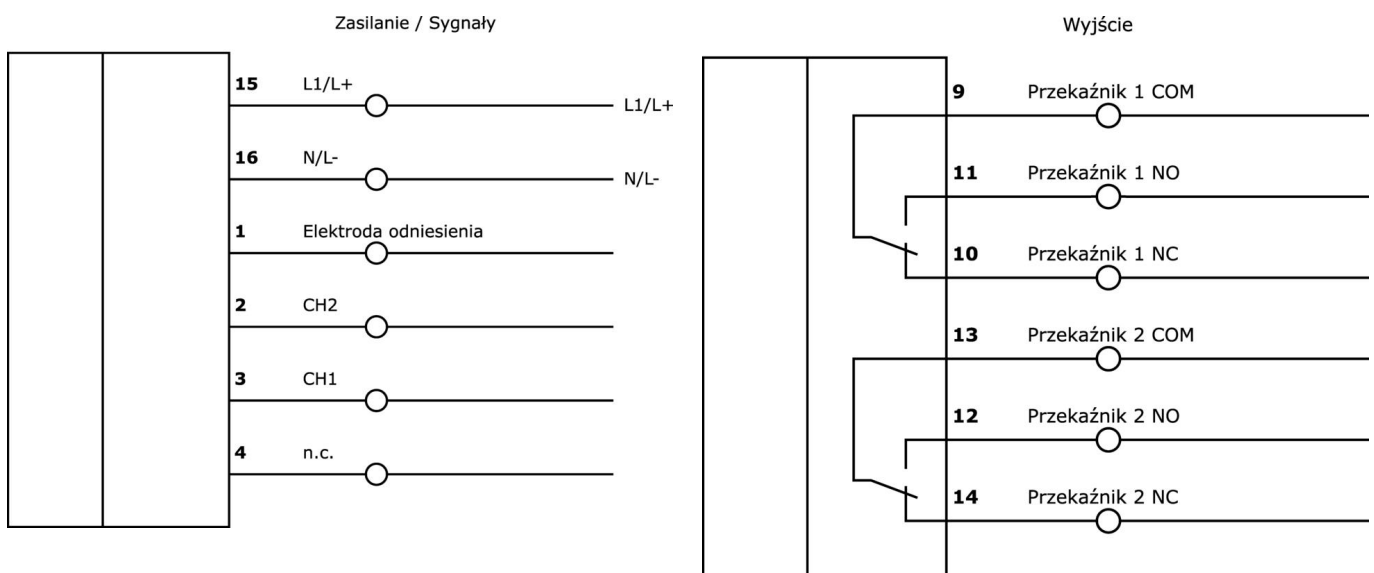 Zasilanie / Sygnały
15 L1/L+
L1/L+
16 N/L-
N/L-
1 Elektroda odniesienia
2 CH2
3 CH1
4 n.c.
Wyjście
9 Przekaźnik 1 COM
11 Przekaźnik 1 NO
10 Przekaźnik 1 NC
13 Przekaźnik 2 COM
12 Przekaźnik 2 NO
14 Przekaźnik 2 NC